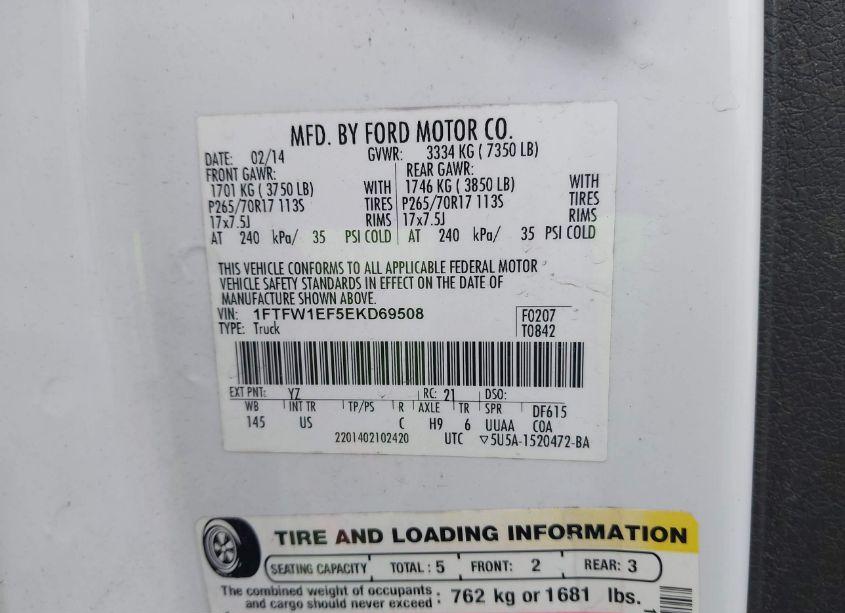 MFD. BY FORD MOTOR CO.
DATE: 02/14 GVWR: 3334 KG ( 7350 LB)
FRONT GAWR: REAR GAWR:
1701 KG ( 3750 LB) WITH 1746 KG ( 3850 LB) WITH
P265/70R17 113S TIRES P265/70R17 113S TIRES
17x7.5J RIMS 17x7.5J RIMS
AT 240 kPa/ 35 PSI COLD AT 240 kPa/ 35 PSI COLD
THIS VEHICLE CONFORMS TO ALL APPLICABLE FEDERAL MOTOR
VEHICLE SAFETY STANDARDS IN EFFECT ON THE DATE OF
MANUFACTURE SHOWN ABOVE.
VIN: 1FTFW1EF5EKD69508 F0207
TYPE: Truck T0842
EXT PNT: YZ RC: 21 DSO:
WB INT TR TP/PS R AXLE TR SPR DF615
145 US C H9 6 UUAA COA
2201402102420 UTC ▽5U5A-1520472-BA
TIRE AND LOADING INFORMATION
SEATING CAPACITY TOTAL : 5 FRONT: 2 REAR: 3
The combined weight of occupants
and cargo should never exceed : 762 kg or 1681 lbs.